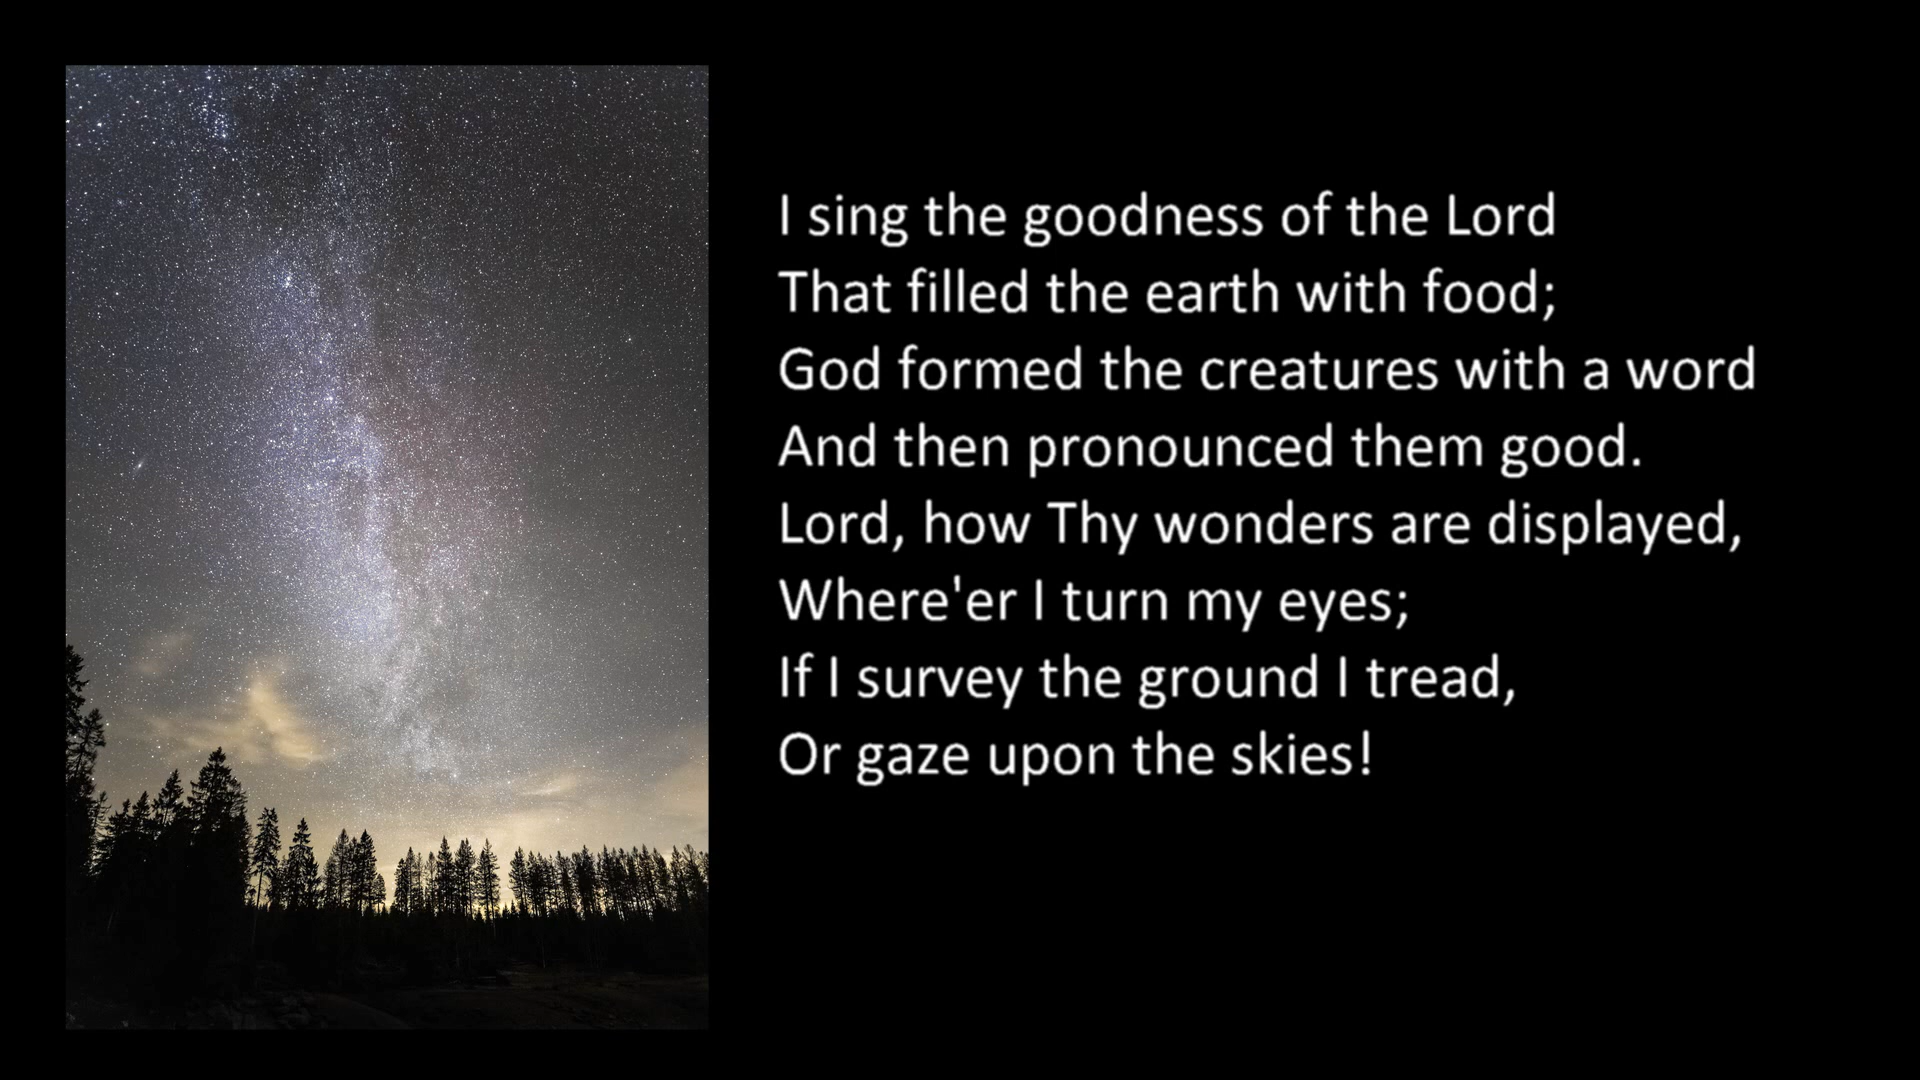 I sing the goodness of the Lord
That filled the earth with food;
God formed the creatures with a word
And then pronounced them good.
Lord, how Thy wonders are displayed,
Where'er I turn my eyes;
If I survey the ground I tread,
Or gaze upon the skies!